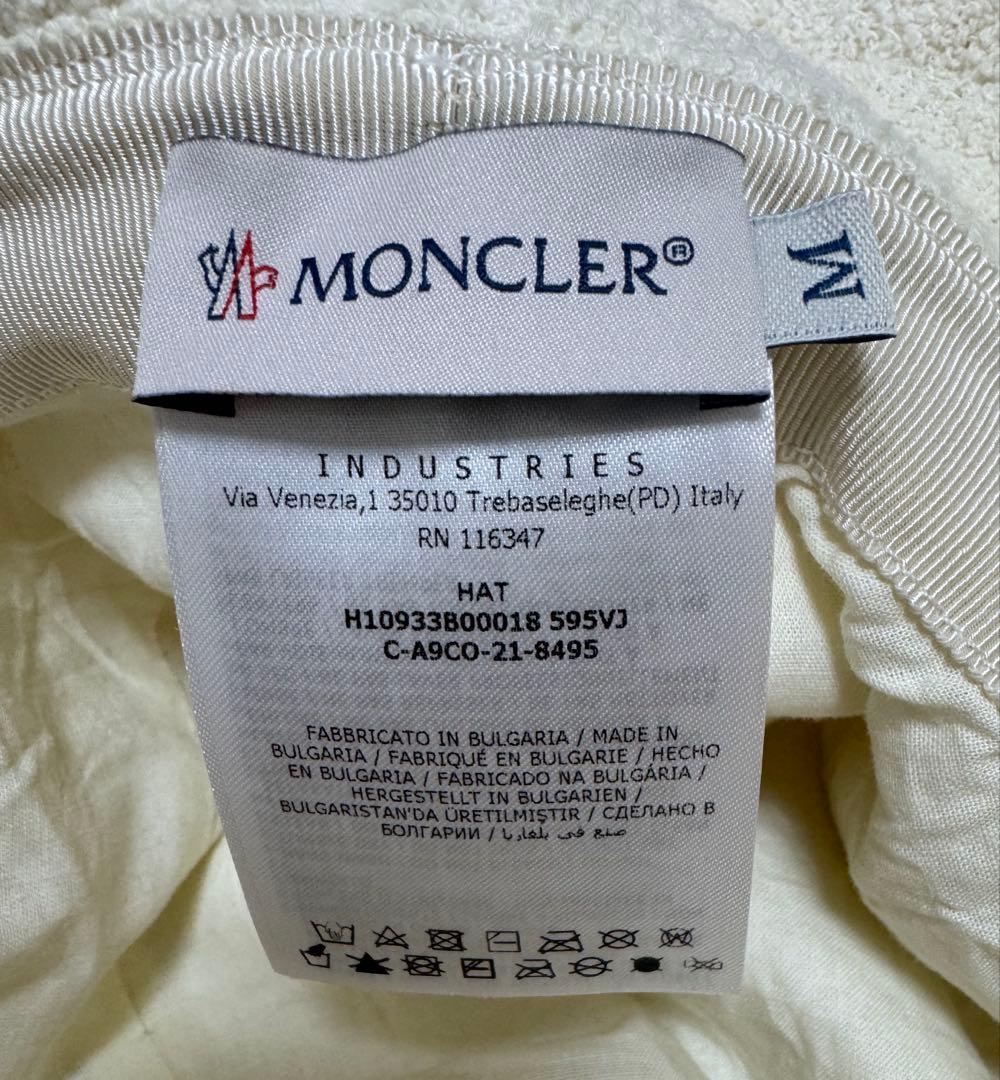 MONCLER®
M
INDUSTRIES
Via Venezia,1 35010 Trebaseleghe(PD) Italy
RN 116347
HAT
H10933B00018 595VJ
C-A9CO-21-8495
FABBRICATO IN BULGARIA / MADE IN
BULGARIA / FABRIQUÉ EN BULGARIE / HECHO
EN BULGARIA / FABRICADO NA BULGÁRIA /
HERGESTELLT IN BULGARIEN /
BULGARISTAN'DA ÜRETILMIŞTIR / СДЕЛАНО В
БОЛГАРИИ / صنع في بلغاريا